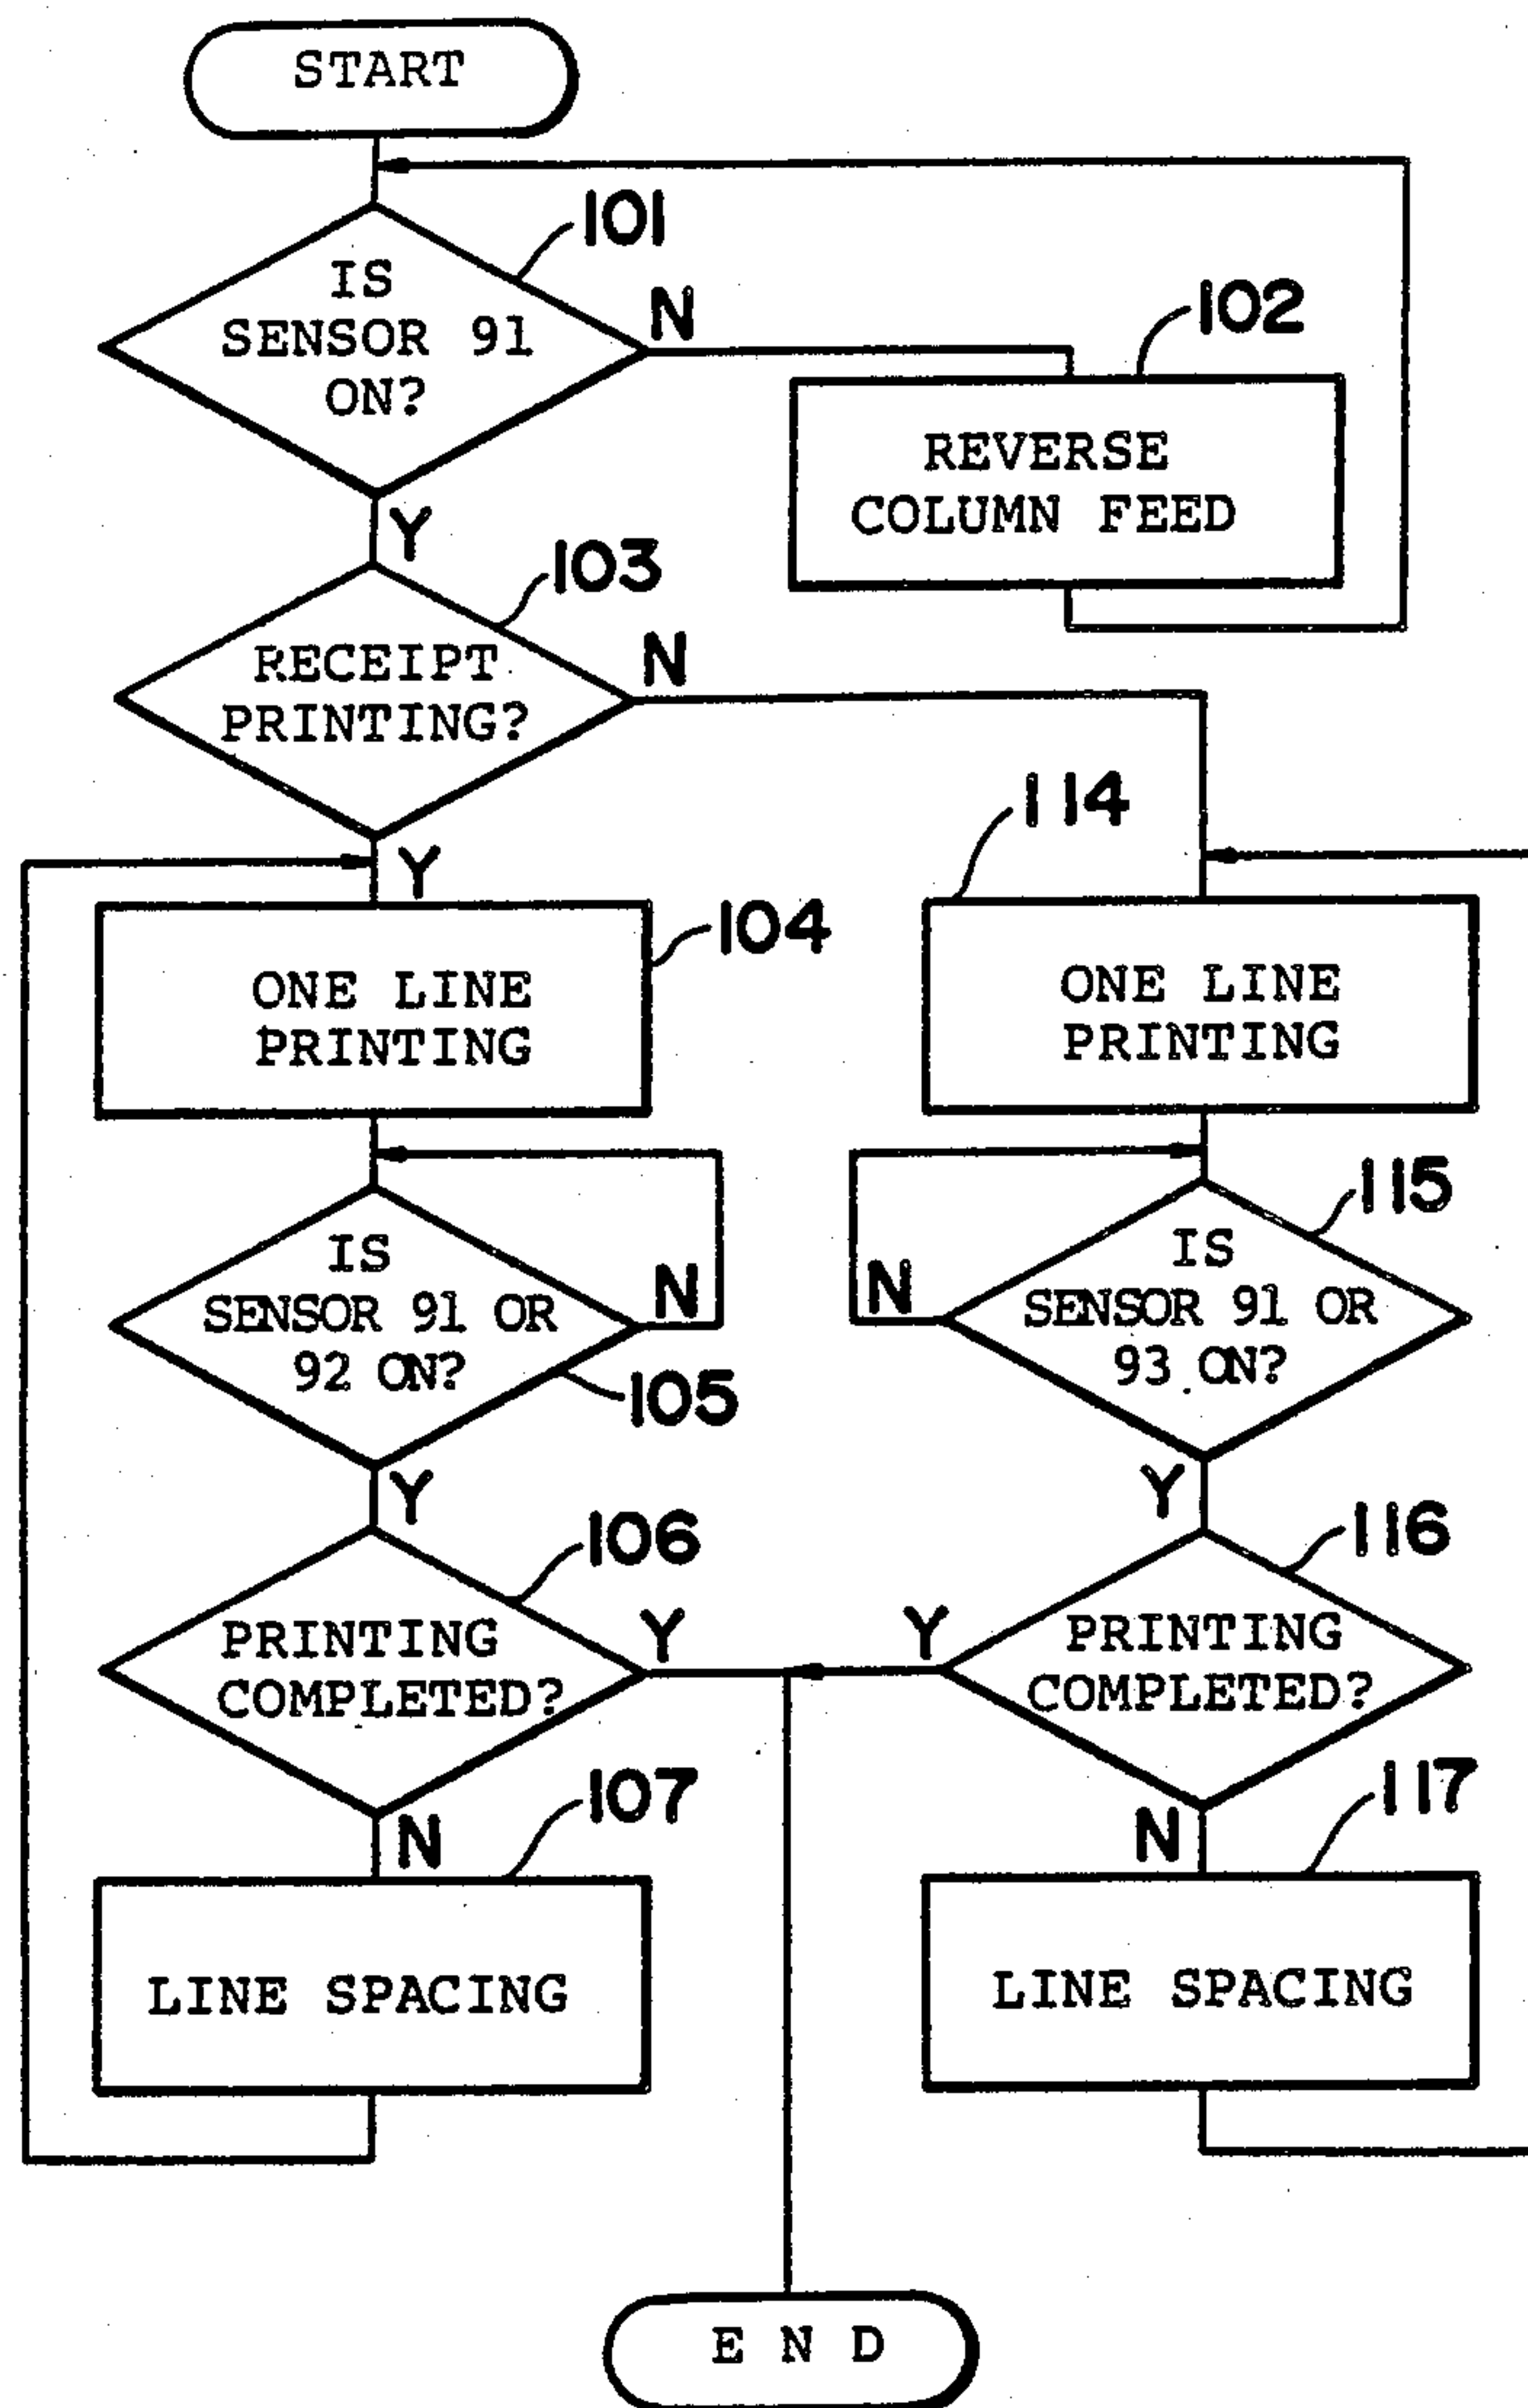 START
101
IS
SENSOR 91
ON?
N
102
REVERSE
COLUMN FEED
Y
103
RECEIPT
PRINTING?
N
114
Y
104
ONE LINE
PRINTING
ONE LINE
PRINTING
115
IS
SENSOR 91 OR
92 ON?
N
105
N
IS
SENSOR 91 OR
93 ON?
Y
106
Y
116
PRINTING
COMPLETED?
Y
Y
PRINTING
COMPLETED?
107
N
117
N
LINE SPACING
LINE SPACING
END